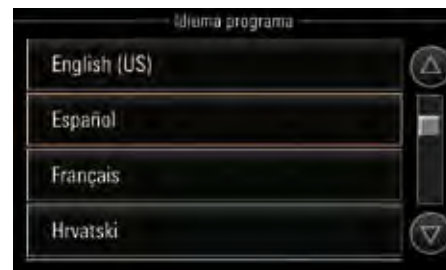 Idioma programa
English (US)
Español
Français
Hrvatski